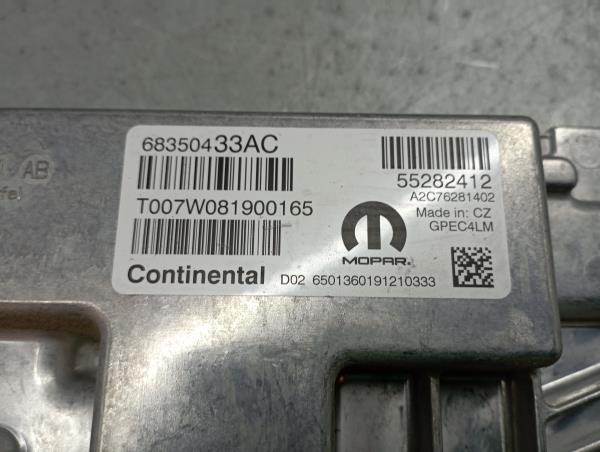 68350433AC
T007W081900165
Continental
D02 6501360191210333
55282412
A2C76281402
Made in: CZ
GPEC4LM
MOPAR
AB